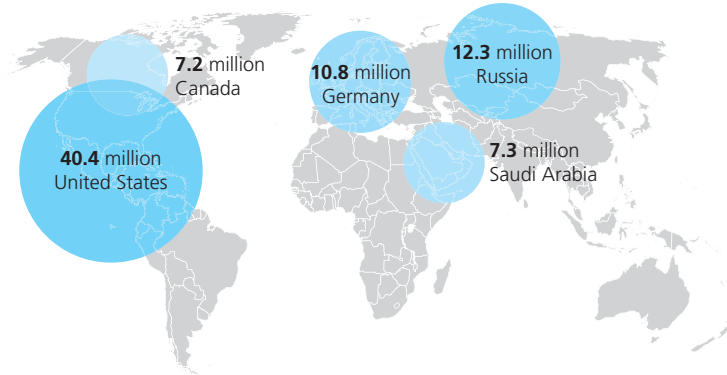 7.2 million
Canada
40.4 million
United States
10.8 million
Germany
12.3 million
Russia
7.3 million
Saudi Arabia